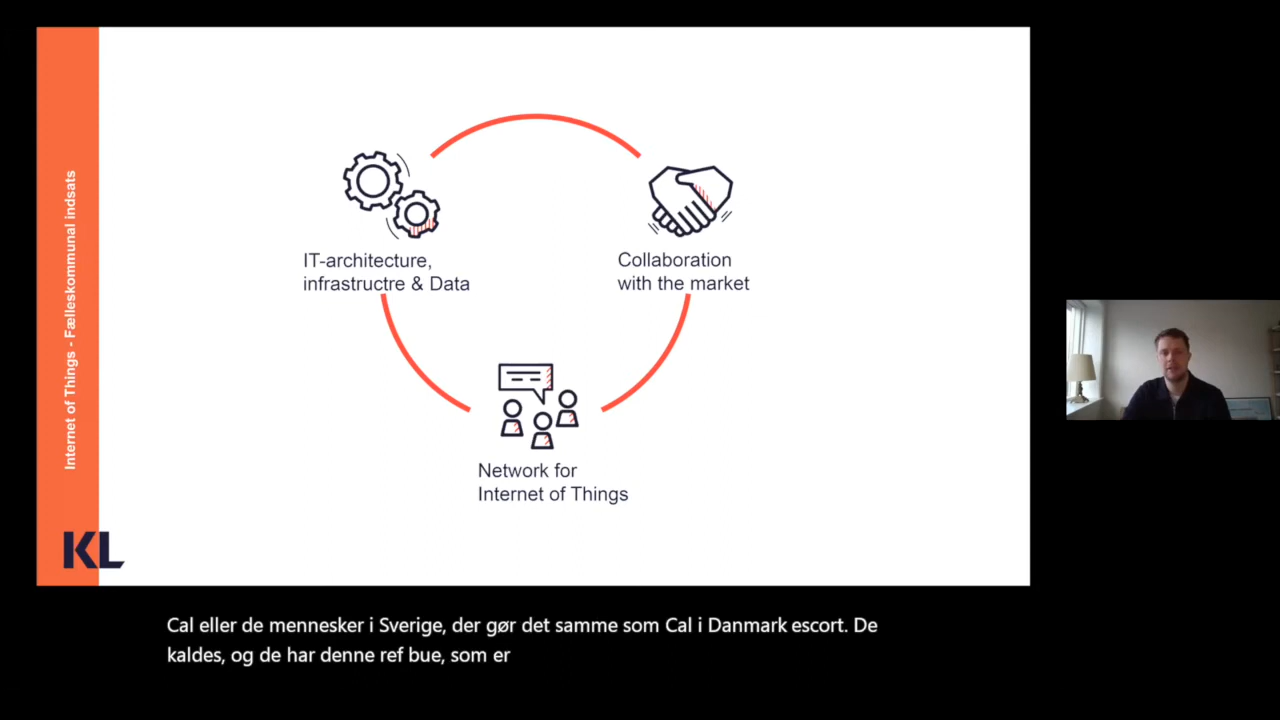 Internet of Things - Fælleskommunal indsats
IT-architecture,
infrastructre & Data
Collaboration
with the market
Network for
Internet of Things
KL
Cal eller de mennesker i Sverige, der gør det samme som Cal i Danmark escort. De
kaldes, og de har denne ref bue, som er